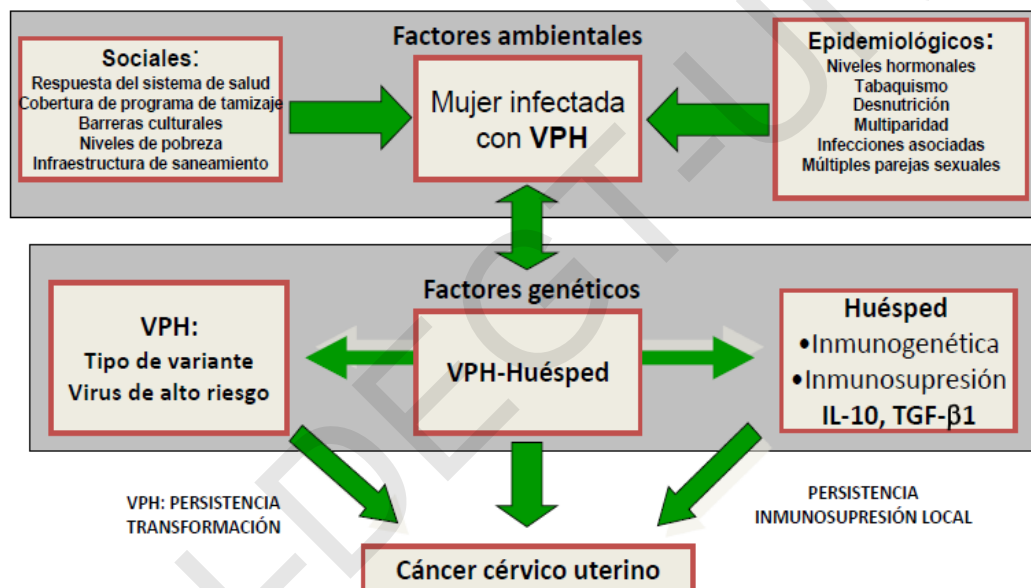 Factores ambientales
Sociales:
Respuesta del sistema de salud
Cobertura de programa de tamizaje
Barreras culturales
Niveles de pobreza
Infraestructura de saneamiento
Mujer infectada
con VPH
Epidemiológicos:
Niveles hormonales
Tabaquismo
Desnutrición
Multiparidad
Infecciones asociadas
Múltiples parejas sexuales
Factores genéticos
VPH:
Tipo de variante
Virus de alto riesgo
VPH-Huésped
Huésped
•Inmunogenética
•Inmunosupresión
IL-10, TGF-β1
VPH: PERSISTENCIA
TRANSFORMACIÓN
PERSISTENCIA
INMUNOSUPRESIÓN LOCAL
Cáncer cérvico uterino